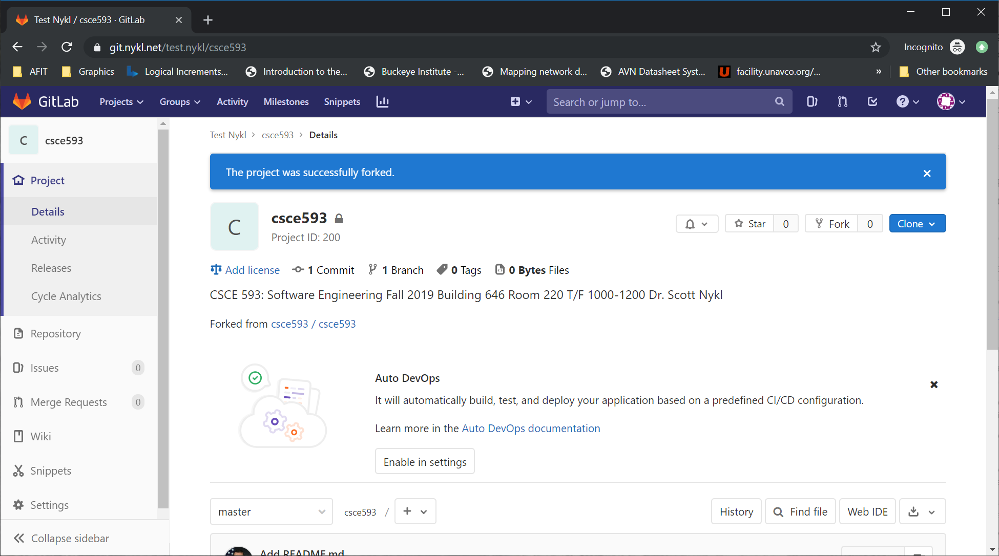 Test Nykl / csce593 · GitLab
git.nykl.net/test.nykl/csce593
Incognito
AFIT
Graphics
Logical Increments...
Introduction to the...
Buckeye Institute -...
Mapping network d...
AVN Datasheet Syst...
facility.unavco.org/...
»
Other bookmarks
GitLab
Projects
Groups
Activity
Milestones
Snippets
Search or jump to...
C
csce593
Project
Details
Activity
Releases
Cycle Analytics
Repository
Issues
0
Merge Requests
0
Wiki
Snippets
Settings
Collapse sidebar
Test Nykl > csce593 > Details
The project was successfully forked.
C
csce593
Project ID: 200
Star
0
Fork
0
Clone
Add license
1 Commit
1 Branch
0 Tags
0 Bytes Files
CSCE 593: Software Engineering Fall 2019 Building 646 Room 220 T/F 1000-1200 Dr. Scott Nykl
Forked from csce593 / csce593
Auto DevOps
It will automatically build, test, and deploy your application based on a predefined CI/CD configuration.
Learn more in the Auto DevOps documentation
Enable in settings
master
csce593 /
History
Find file
Web IDE
Add README.md